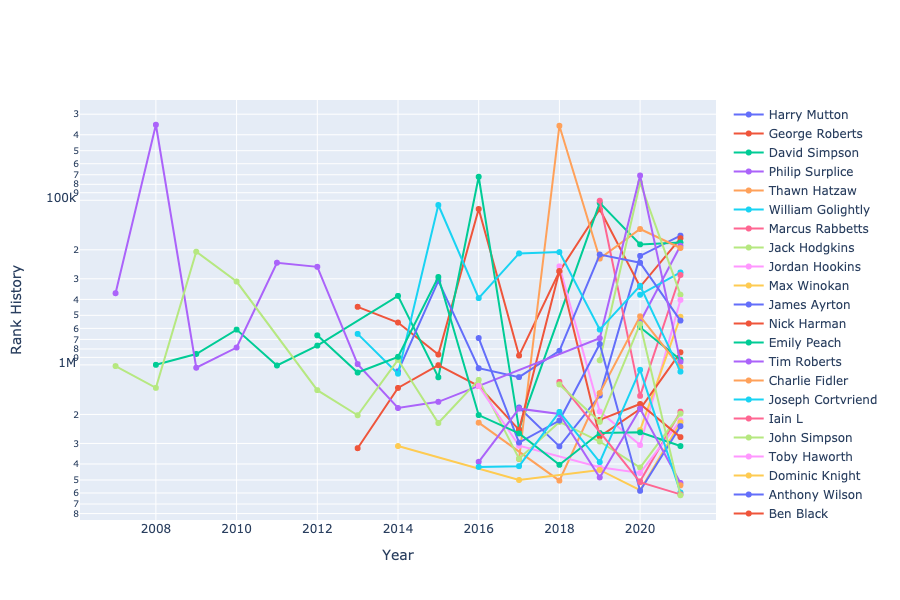 3
4
5
6
7
8
9
100k
2
3
4
5
6
7
8
9
1M
2
3
4
5
6
7
8
2008
2010
2012
2014
2016
2018
2020
Year
Rank History
Harry Mutton
George Roberts
David Simpson
Philip Surplice
Thawn Hatzaw
William Golightly
Marcus Rabbetts
Jack Hodgkins
Jordan Hookins
Max Winokan
James Ayrton
Nick Harman
Emily Peach
Tim Roberts
Charlie Fidler
Joseph Cortvriend
Iain L
John Simpson
Toby Haworth
Dominic Knight
Anthony Wilson
Ben Black